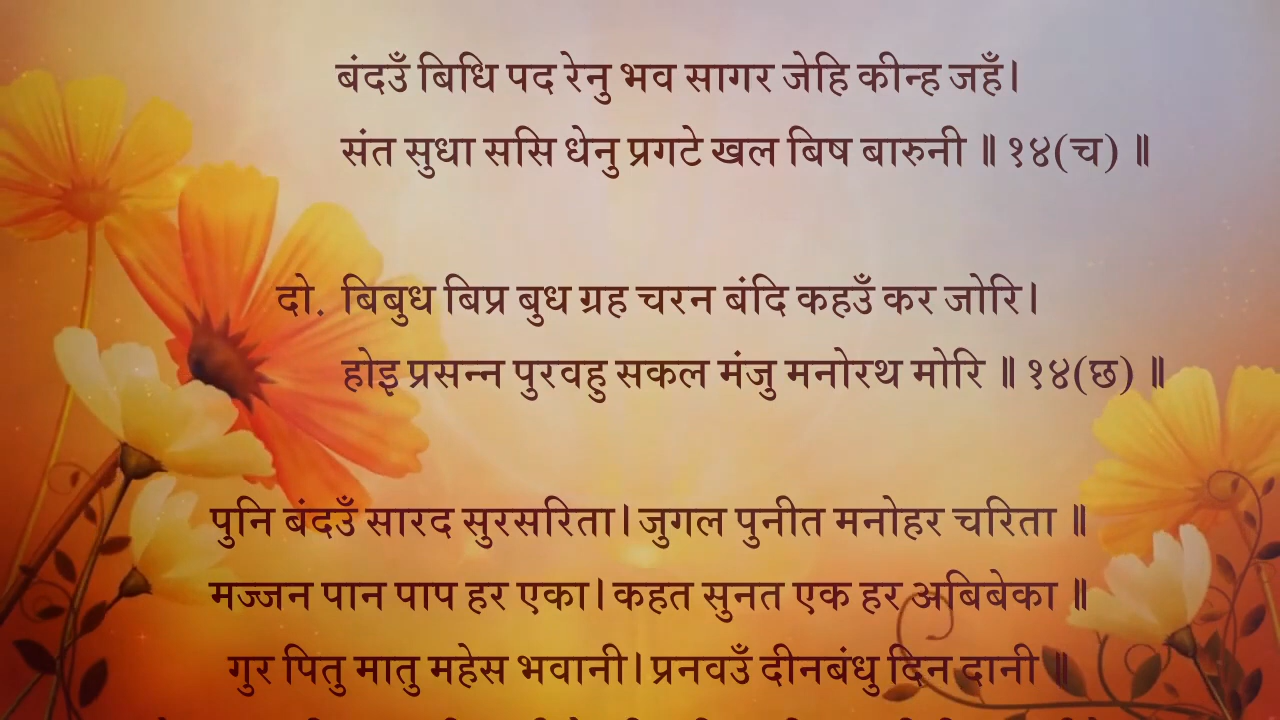 बंदउँ बिधि पद रेनु भव सागर जेहि कीन्ह जहँ।
संत सुधा ससि धेनु प्रगटे खल बिष बारुनी ॥ १४(च) ॥
दो. बिबुध बिप्र बुध ग्रह चरन बंदि कहउँ कर जोरि।
होइ प्रसन्न पुरवहु सकल मंजु मनोरथ मोरि ॥ १४(छ) ॥
पुनि बंदउँ सारद सुरसरिता। जुगल पुनीत मनोहर चरिता ॥
मज्जन पान पाप हर एका। कहत सुनत एक हर अबिबेका ॥
गुर पितु मातु महेस भवानी। प्रनवउँ दीनबंधु दिन दानी ॥